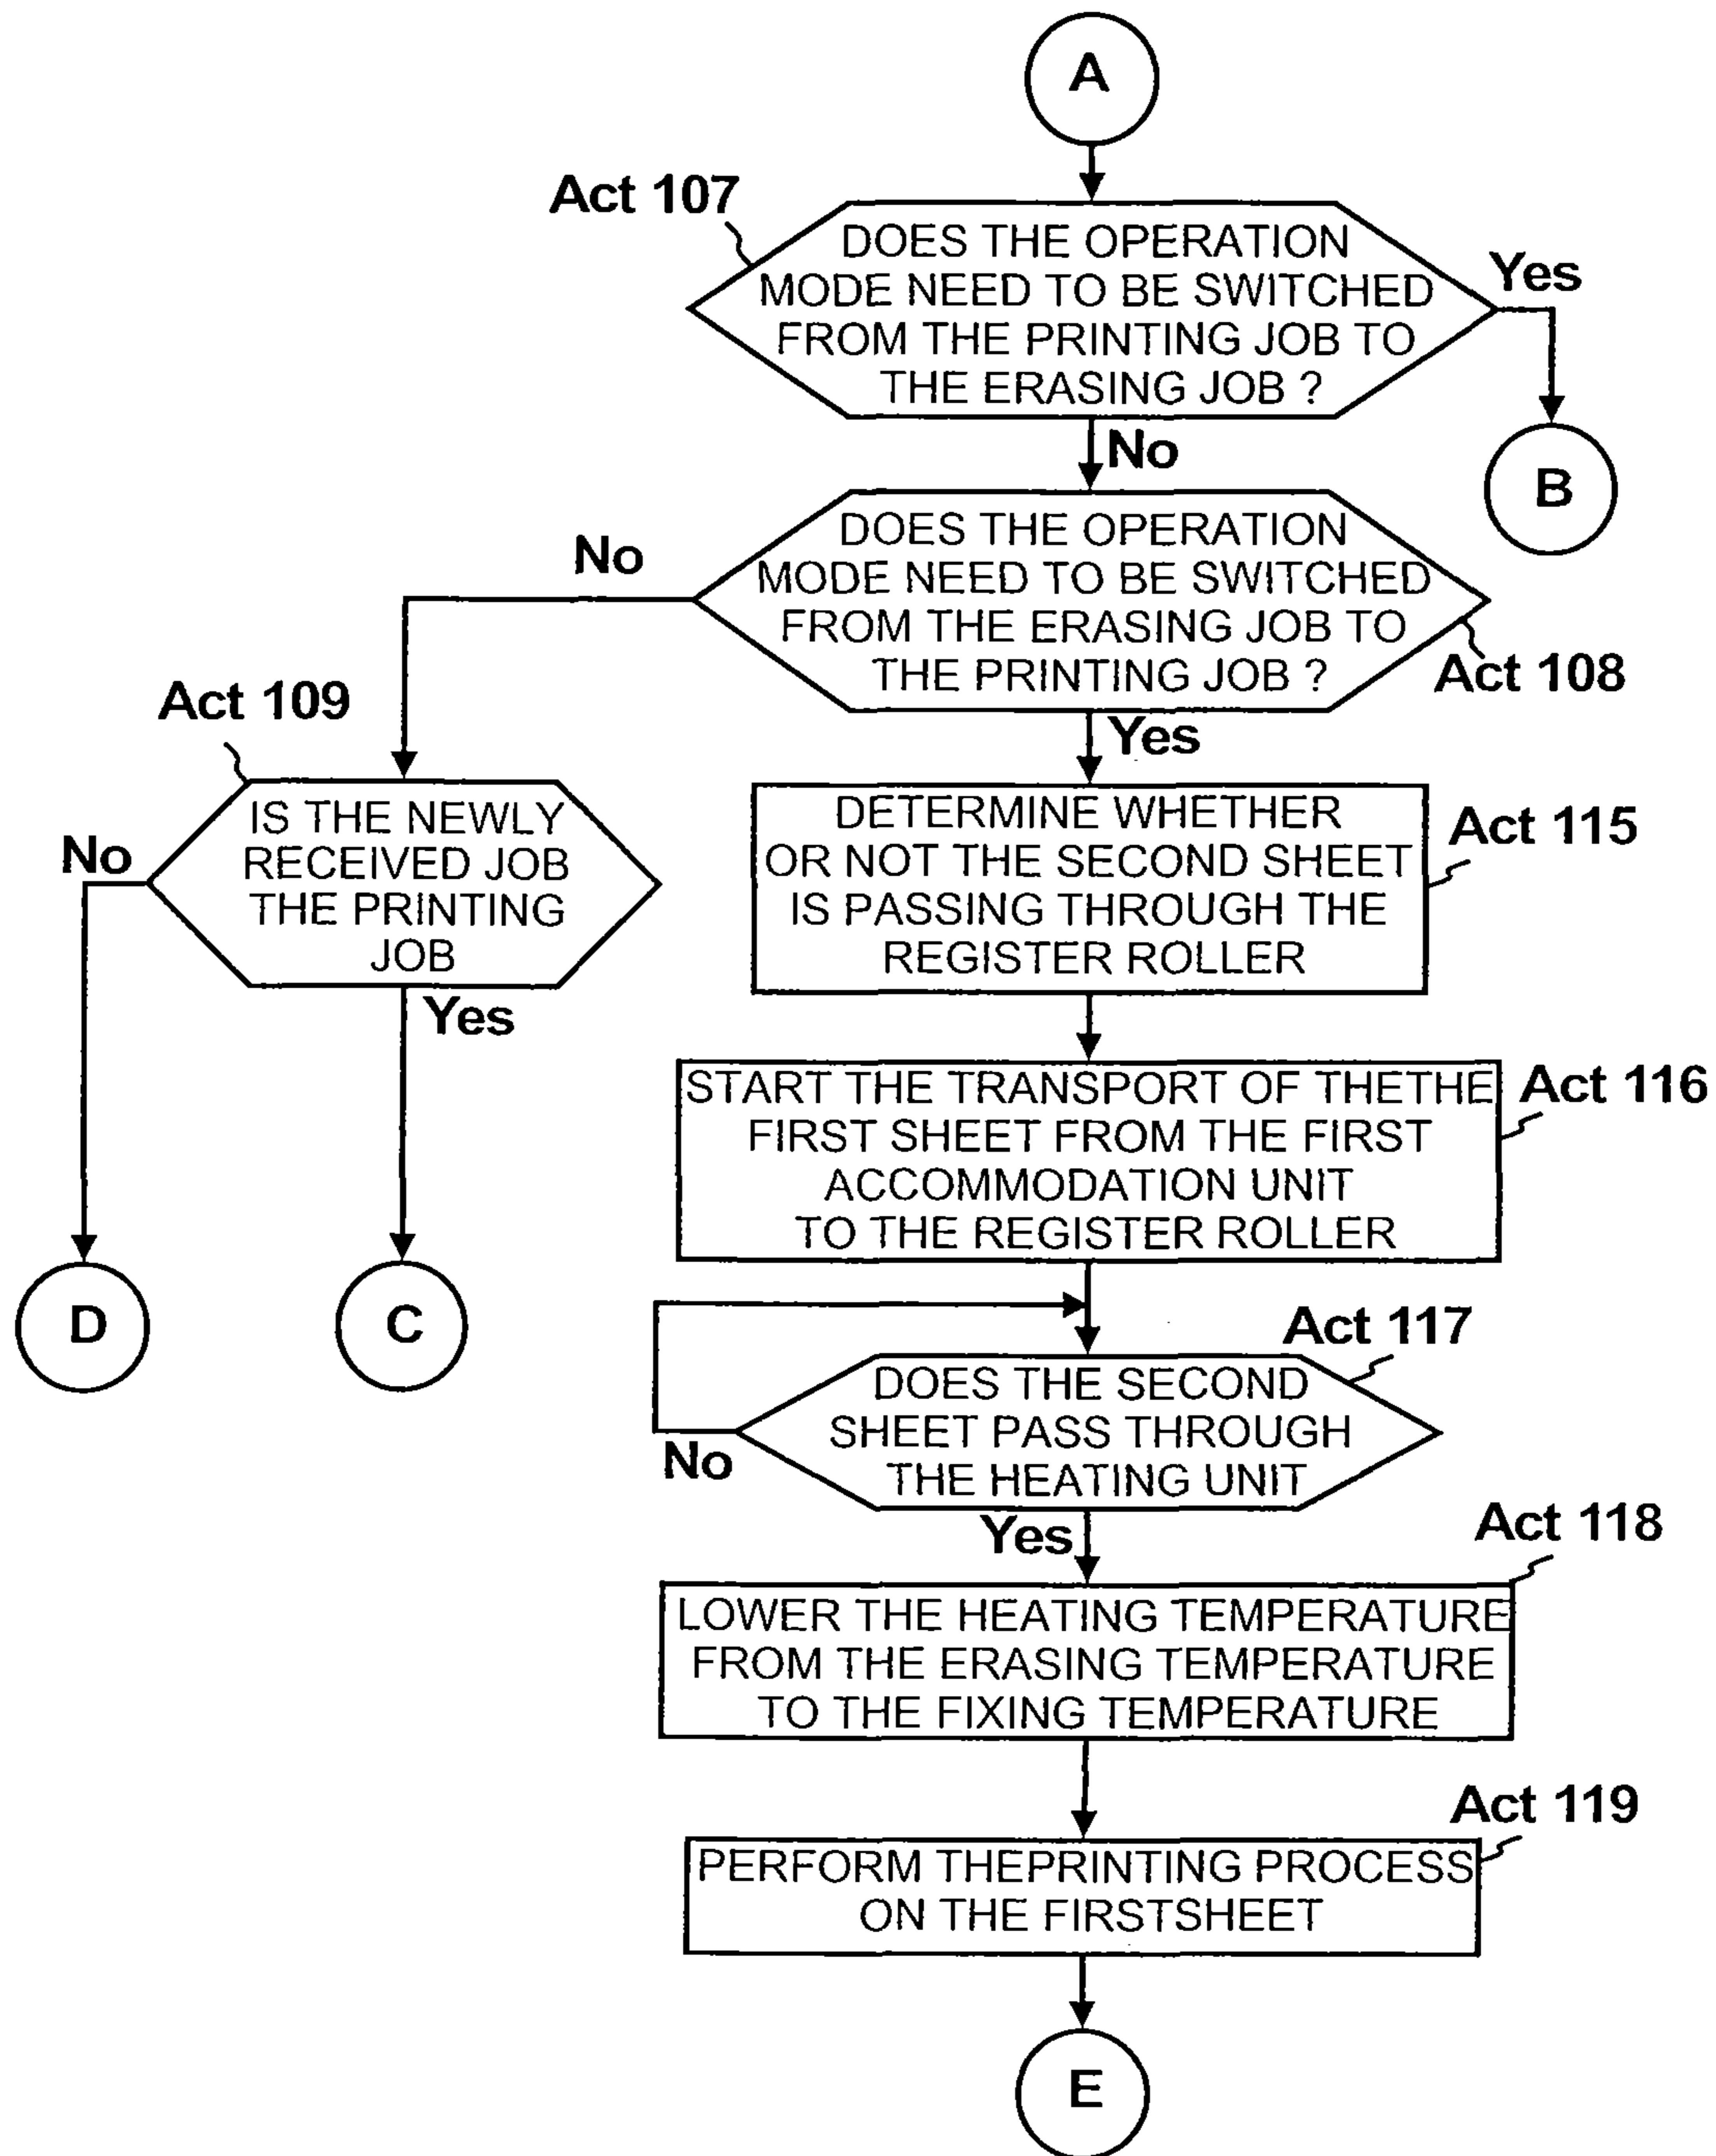 A
Act 107
DOES THE OPERATION
MODE NEED TO BE SWITCHED
FROM THE PRINTING JOB TO
THE ERASING JOB ?
Yes
B
No
DOES THE OPERATION
MODE NEED TO BE SWITCHED
FROM THE ERASING JOB TO
THE PRINTING JOB ?
Act 108
No
Yes
Act 109
IS THE NEWLY
RECEIVED JOB
THE PRINTING
JOB
No
Yes
D
C
DETERMINE WHETHER
OR NOT THE SECOND SHEET
IS PASSING THROUGH THE
REGISTER ROLLER
Act 115
START THE TRANSPORT OF THETHE
FIRST SHEET FROM THE FIRST
ACCOMMODATION UNIT
TO THE REGISTER ROLLER
Act 116
Act 117
DOES THE SECOND
SHEET PASS THROUGH
THE HEATING UNIT
No
Yes
Act 118
LOWER THE HEATING TEMPERATURE
FROM THE ERASING TEMPERATURE
TO THE FIXING TEMPERATURE
Act 119
PERFORM THEPRINTING PROCESS
ON THE FIRSTSHEET
E